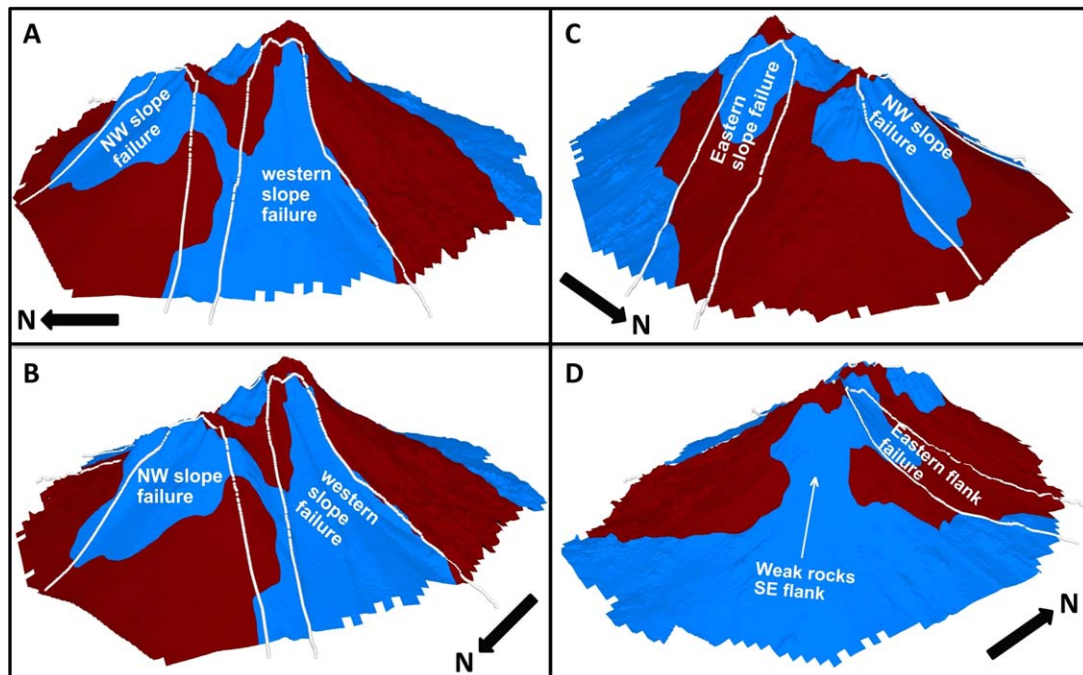 A
NW slope
failure
western
slope
failure
N
C
Eastern
slope failure
NW slope
failure
N
B
NW slope
failure
western
slope
failure
N
D
Eastern flank
failure
Weak rocks
SE flank
N